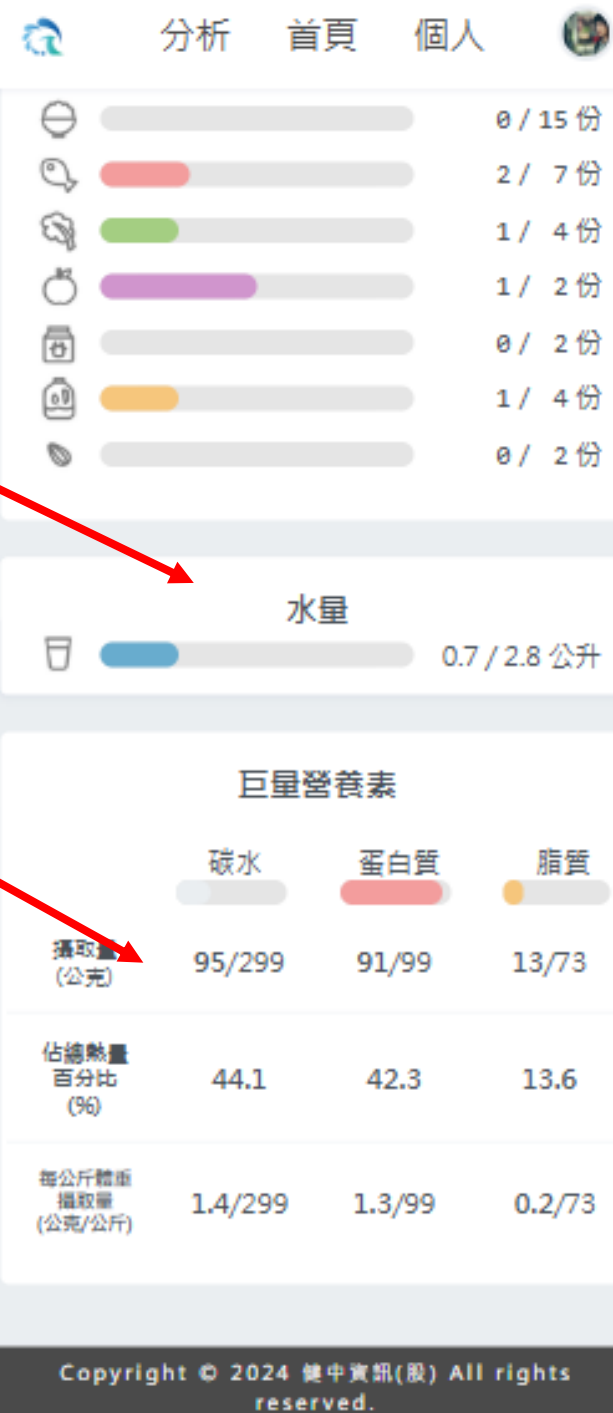 分析 首頁 個人
0 / 15 份
2 / 7 份
1 / 4 份
1 / 2 份
0 / 2 份
1 / 4 份
0 / 2 份
水量
0.7 / 2.8 公升
巨量營養素
碳水 蛋白質 脂質
攝取量
(公克)
95/299 91/99 13/73
佔總熱量
百分比
(%)
44.1 42.3 13.6
每公斤體重
攝取量
(公克/公斤)
1.4/299 1.3/99 0.2/73
Copyright © 2024 健中資訊(股) All rights
reserved.